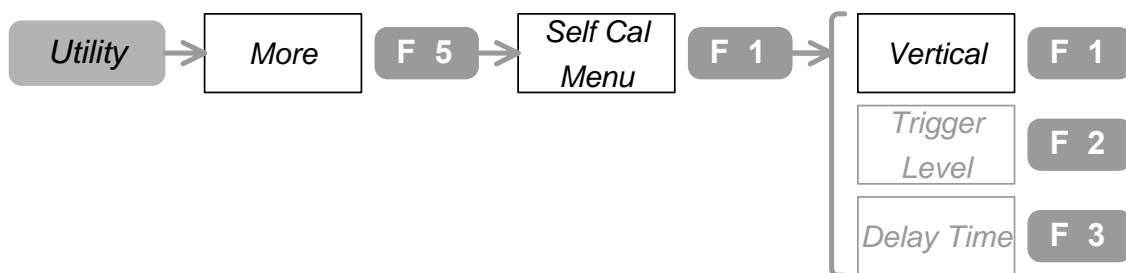 Utility
More
F 5
Self Cal
Menu
F 1
Vertical
F 1
Trigger
Level
F 2
Delay Time
F 3